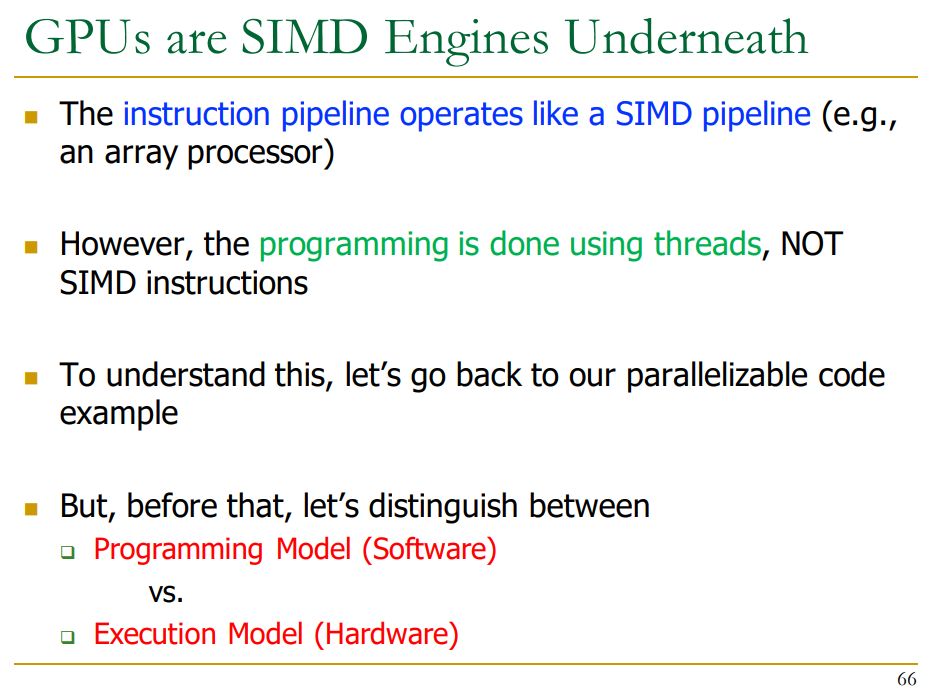 GPUs are SIMD Engines Underneath
The instruction pipeline operates like a SIMD pipeline (e.g.,
an array processor)
However, the programming is done using threads, NOT
SIMD instructions
To understand this, let’s go back to our parallelizable code
example
But, before that, let’s distinguish between
Programming Model (Software)
vs.
Execution Model (Hardware)
66